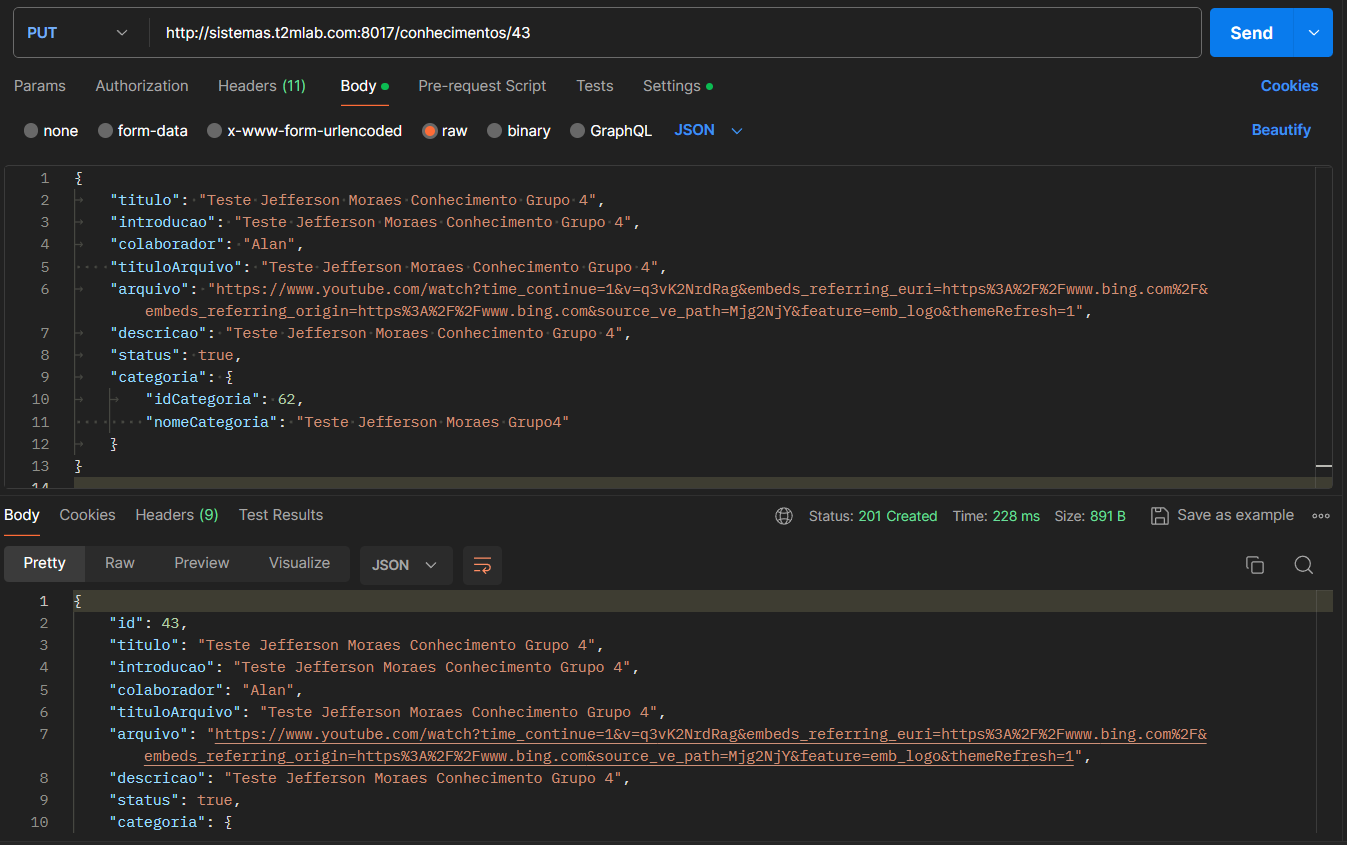 PUT http://sistemas.t2mlab.com:8017/conhecimentos/43 Send
Params Authorization Headers (11) Body Pre-request Script Tests Settings Cookies
none form-data x-www-form-urlencoded raw binary GraphQL JSON Beautify
1 {
2 "titulo": "Teste Jefferson Moraes Conhecimento Grupo 4",
3 "introducao": "Teste Jefferson Moraes Conhecimento Grupo 4",
4 "colaborador": "Alan",
5 "tituloArquivo": "Teste Jefferson Moraes Conhecimento Grupo 4",
6 "arquivo": "https://www.youtube.com/watch?time_continue=1&v=q3vK2NrdRag&embeds_referring_euri=https%3A%2F%2Fwww.bing.com%2F&
embeds_referring_origin=https%3A%2F%2Fwww.bing.com&source_ve_path=Mjg2NjY&feature=emb_logo&themeRefresh=1",
7 "descricao": "Teste Jefferson Moraes Conhecimento Grupo 4",
8 "status": true,
9 "categoria": {
10 "idCategoria": 62,
11 "nomeCategoria": "Teste Jefferson Moraes Grupo4"
12 }
13 }
14
Body Cookies Headers (9) Test Results Status: 201 Created Time: 228 ms Size: 891 B Save as example
Pretty Raw Preview Visualize JSON
1 {
2 "id": 43,
3 "titulo": "Teste Jefferson Moraes Conhecimento Grupo 4",
4 "introducao": "Teste Jefferson Moraes Conhecimento Grupo 4",
5 "colaborador": "Alan",
6 "tituloArquivo": "Teste Jefferson Moraes Conhecimento Grupo 4",
7 "arquivo": "https://www.youtube.com/watch?time_continue=1&v=q3vK2NrdRag&embeds_referring_euri=https%3A%2F%2Fwww.bing.com%2F&
embeds_referring_origin=https%3A%2F%2Fwww.bing.com&source_ve_path=Mjg2NjY&feature=emb_logo&themeRefresh=1",
8 "descricao": "Teste Jefferson Moraes Conhecimento Grupo 4",
9 "status": true,
10 "categoria": {